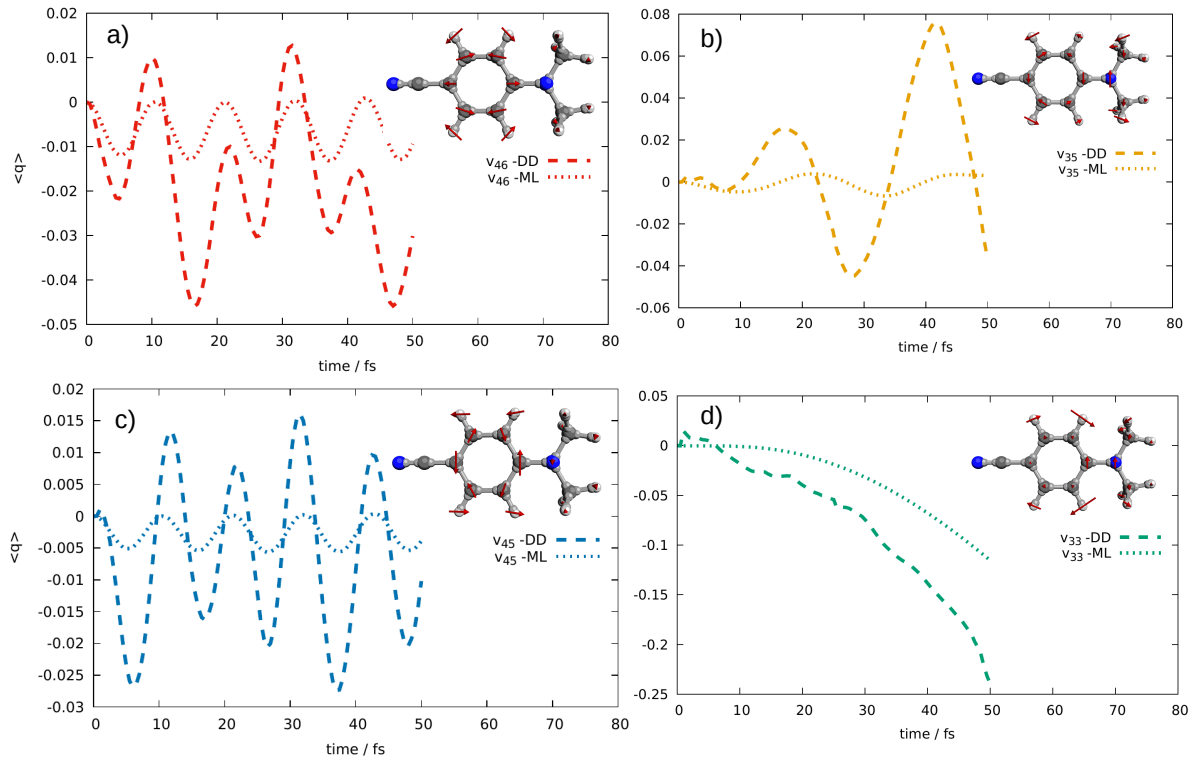 a)
0.02
0.01
0
-0.01
-0.02
-0.03
-0.04
-0.05
<q>
v46 -DD
v46 -ML
0 10 20 30 40 50 60 70 80
time / fs
b)
0.08
0.06
0.04
0.02
0
-0.02
-0.04
-0.06
v35 -DD
v35 -ML
0 10 20 30 40 50 60 70 80
time / fs
c)
0.02
0.015
0.01
0.005
0
-0.005
-0.01
-0.015
-0.02
-0.025
-0.03
<q>
v45 -DD
v45 -ML
0 10 20 30 40 50 60 70 80
time / fs
d)
0.05
0
-0.05
-0.1
-0.15
-0.2
-0.25
v33 -DD
v33 -ML
0 10 20 30 40 50 60 70 80
time / fs